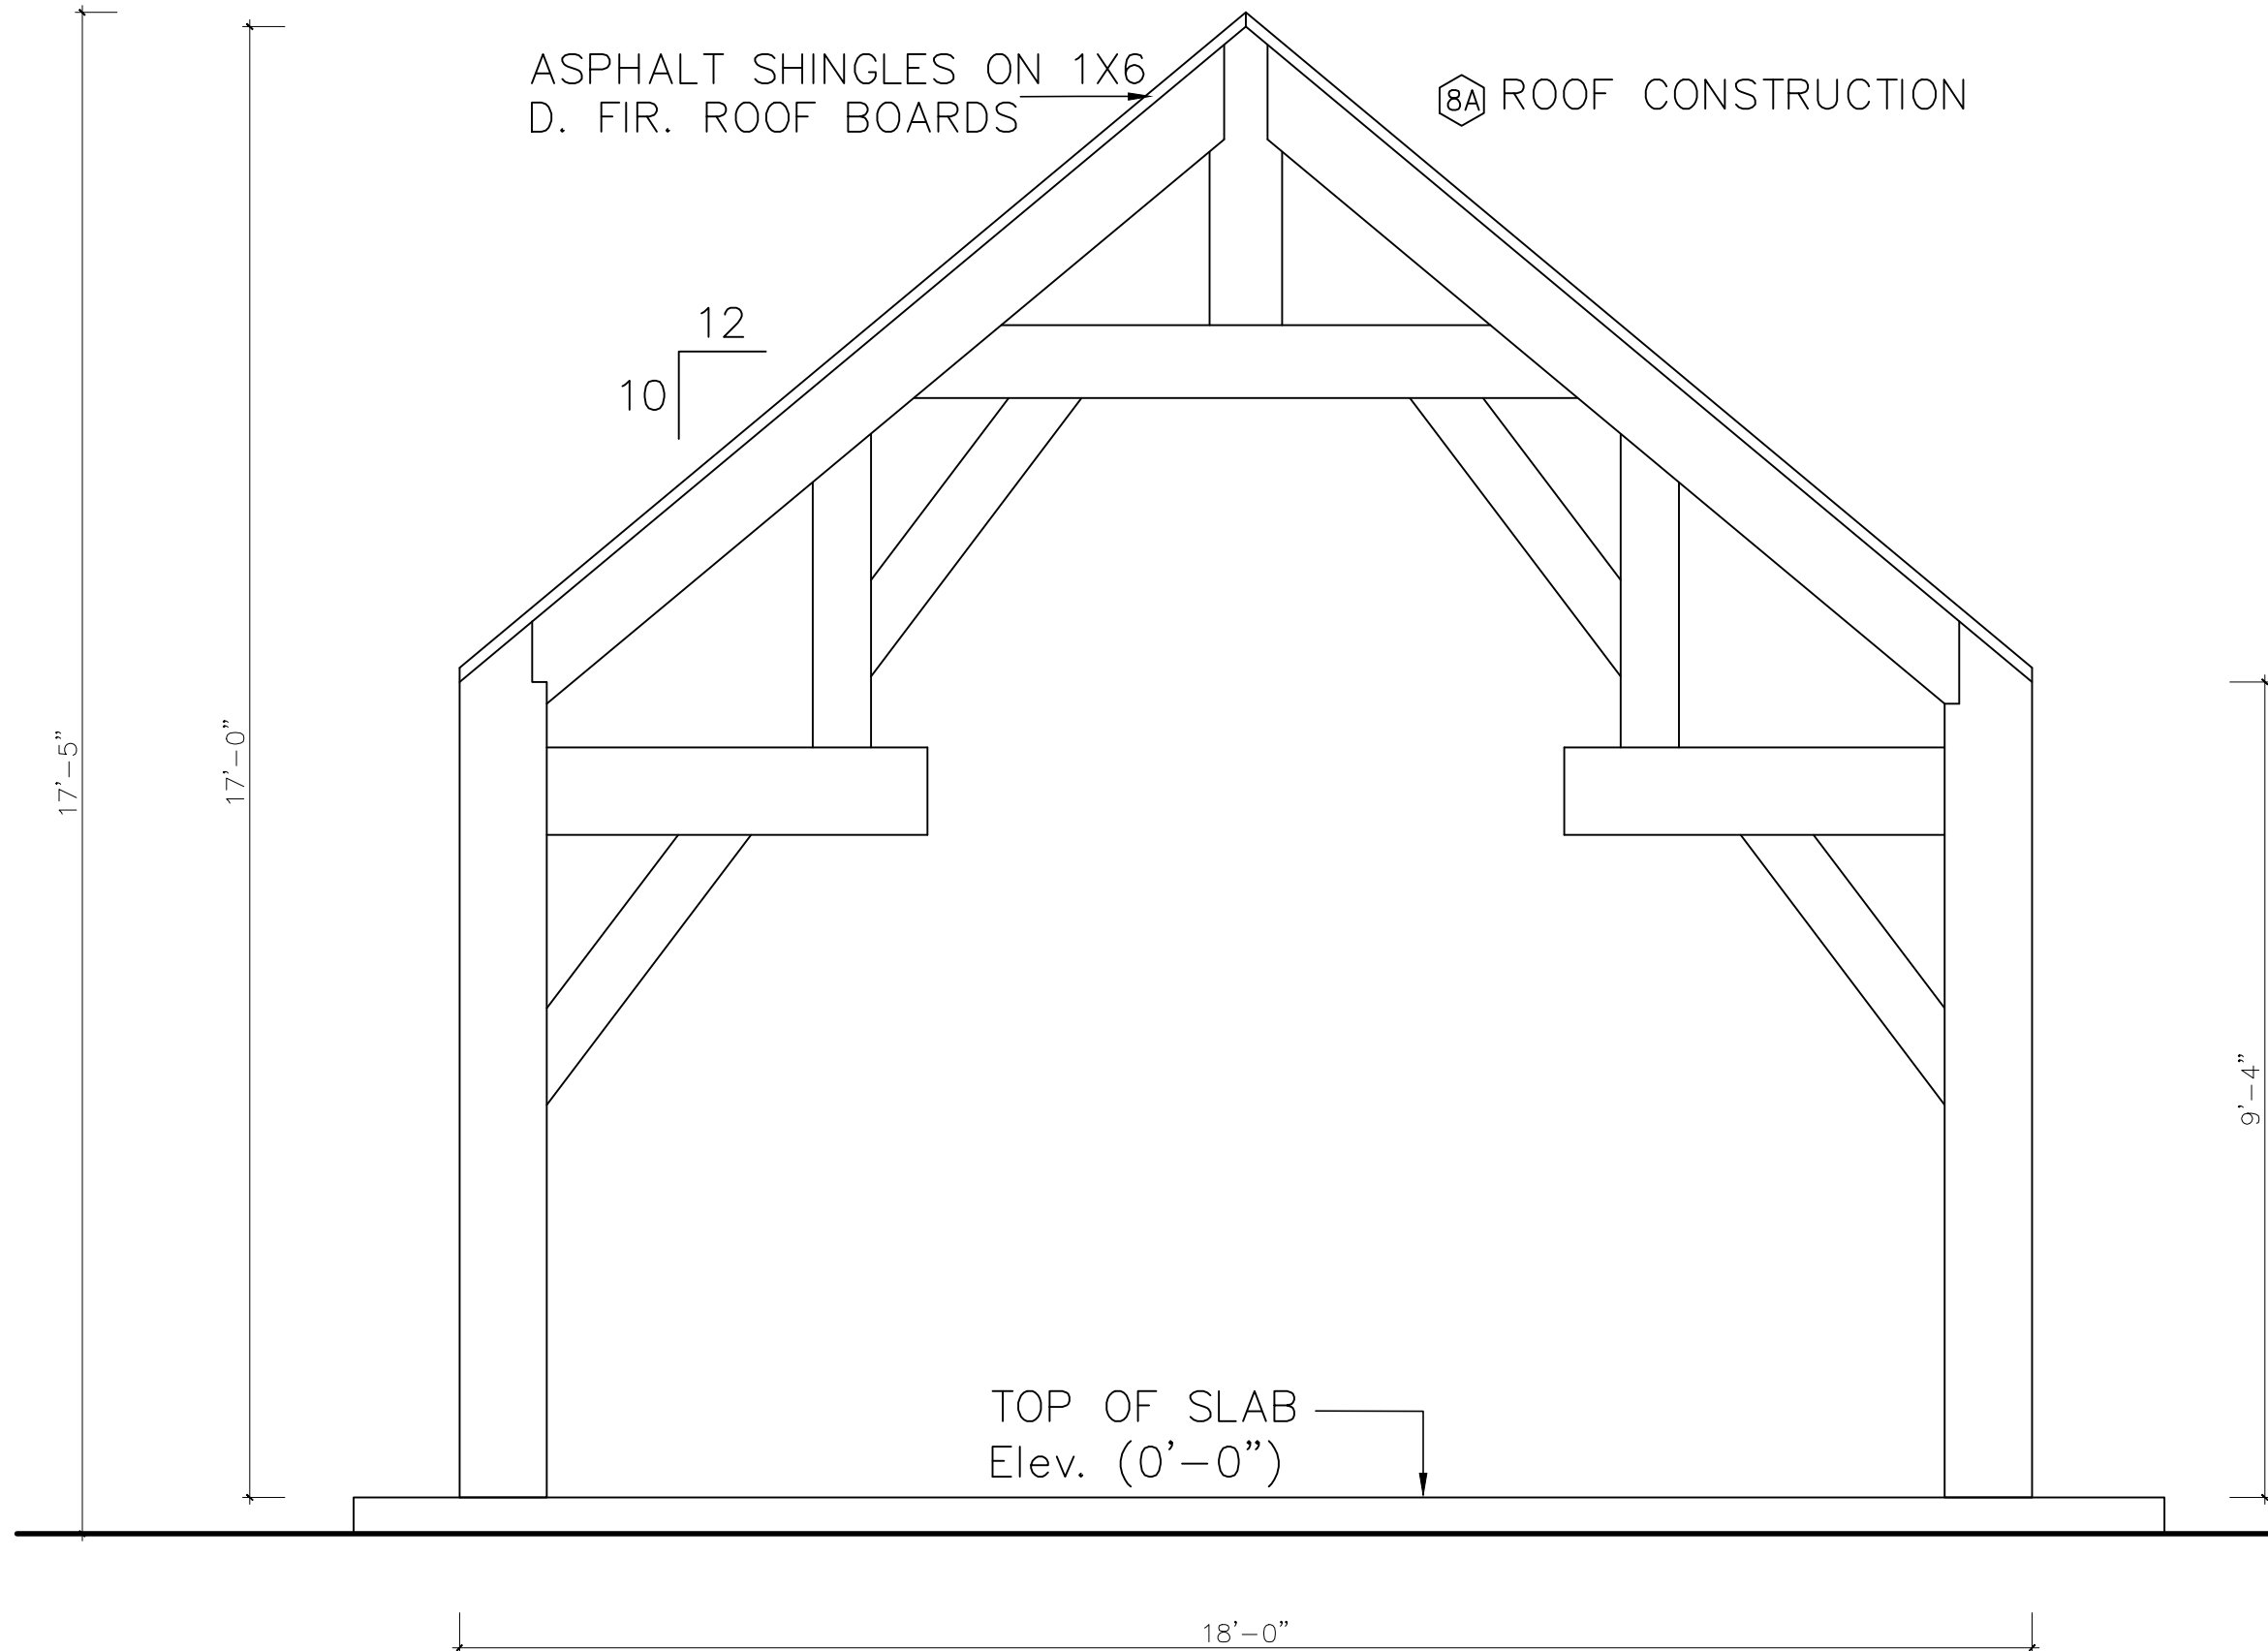 ASPHALT SHINGLES ON 1X6
D. FIR. ROOF BOARDS
8A ROOF CONSTRUCTION
12
10
17'-5"
17'-0"
9'-4"
TOP OF SLAB
Elev. (0'-0")
18'-0"